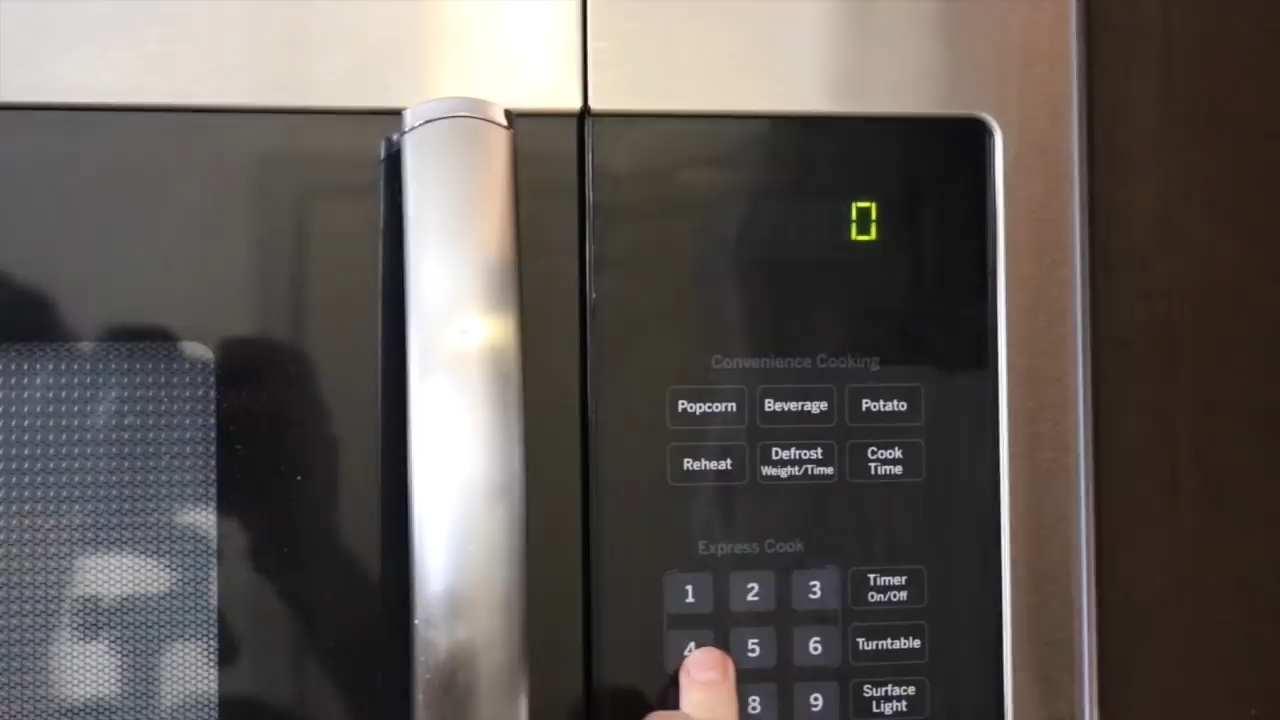 0
Convenience Cooking
Popcorn Beverage Potato
Reheat Defrost Weight/Time Cook Time
Express Cook
1 2 3 Timer On/Off
4 5 6 Turntable
8 9 Surface Light